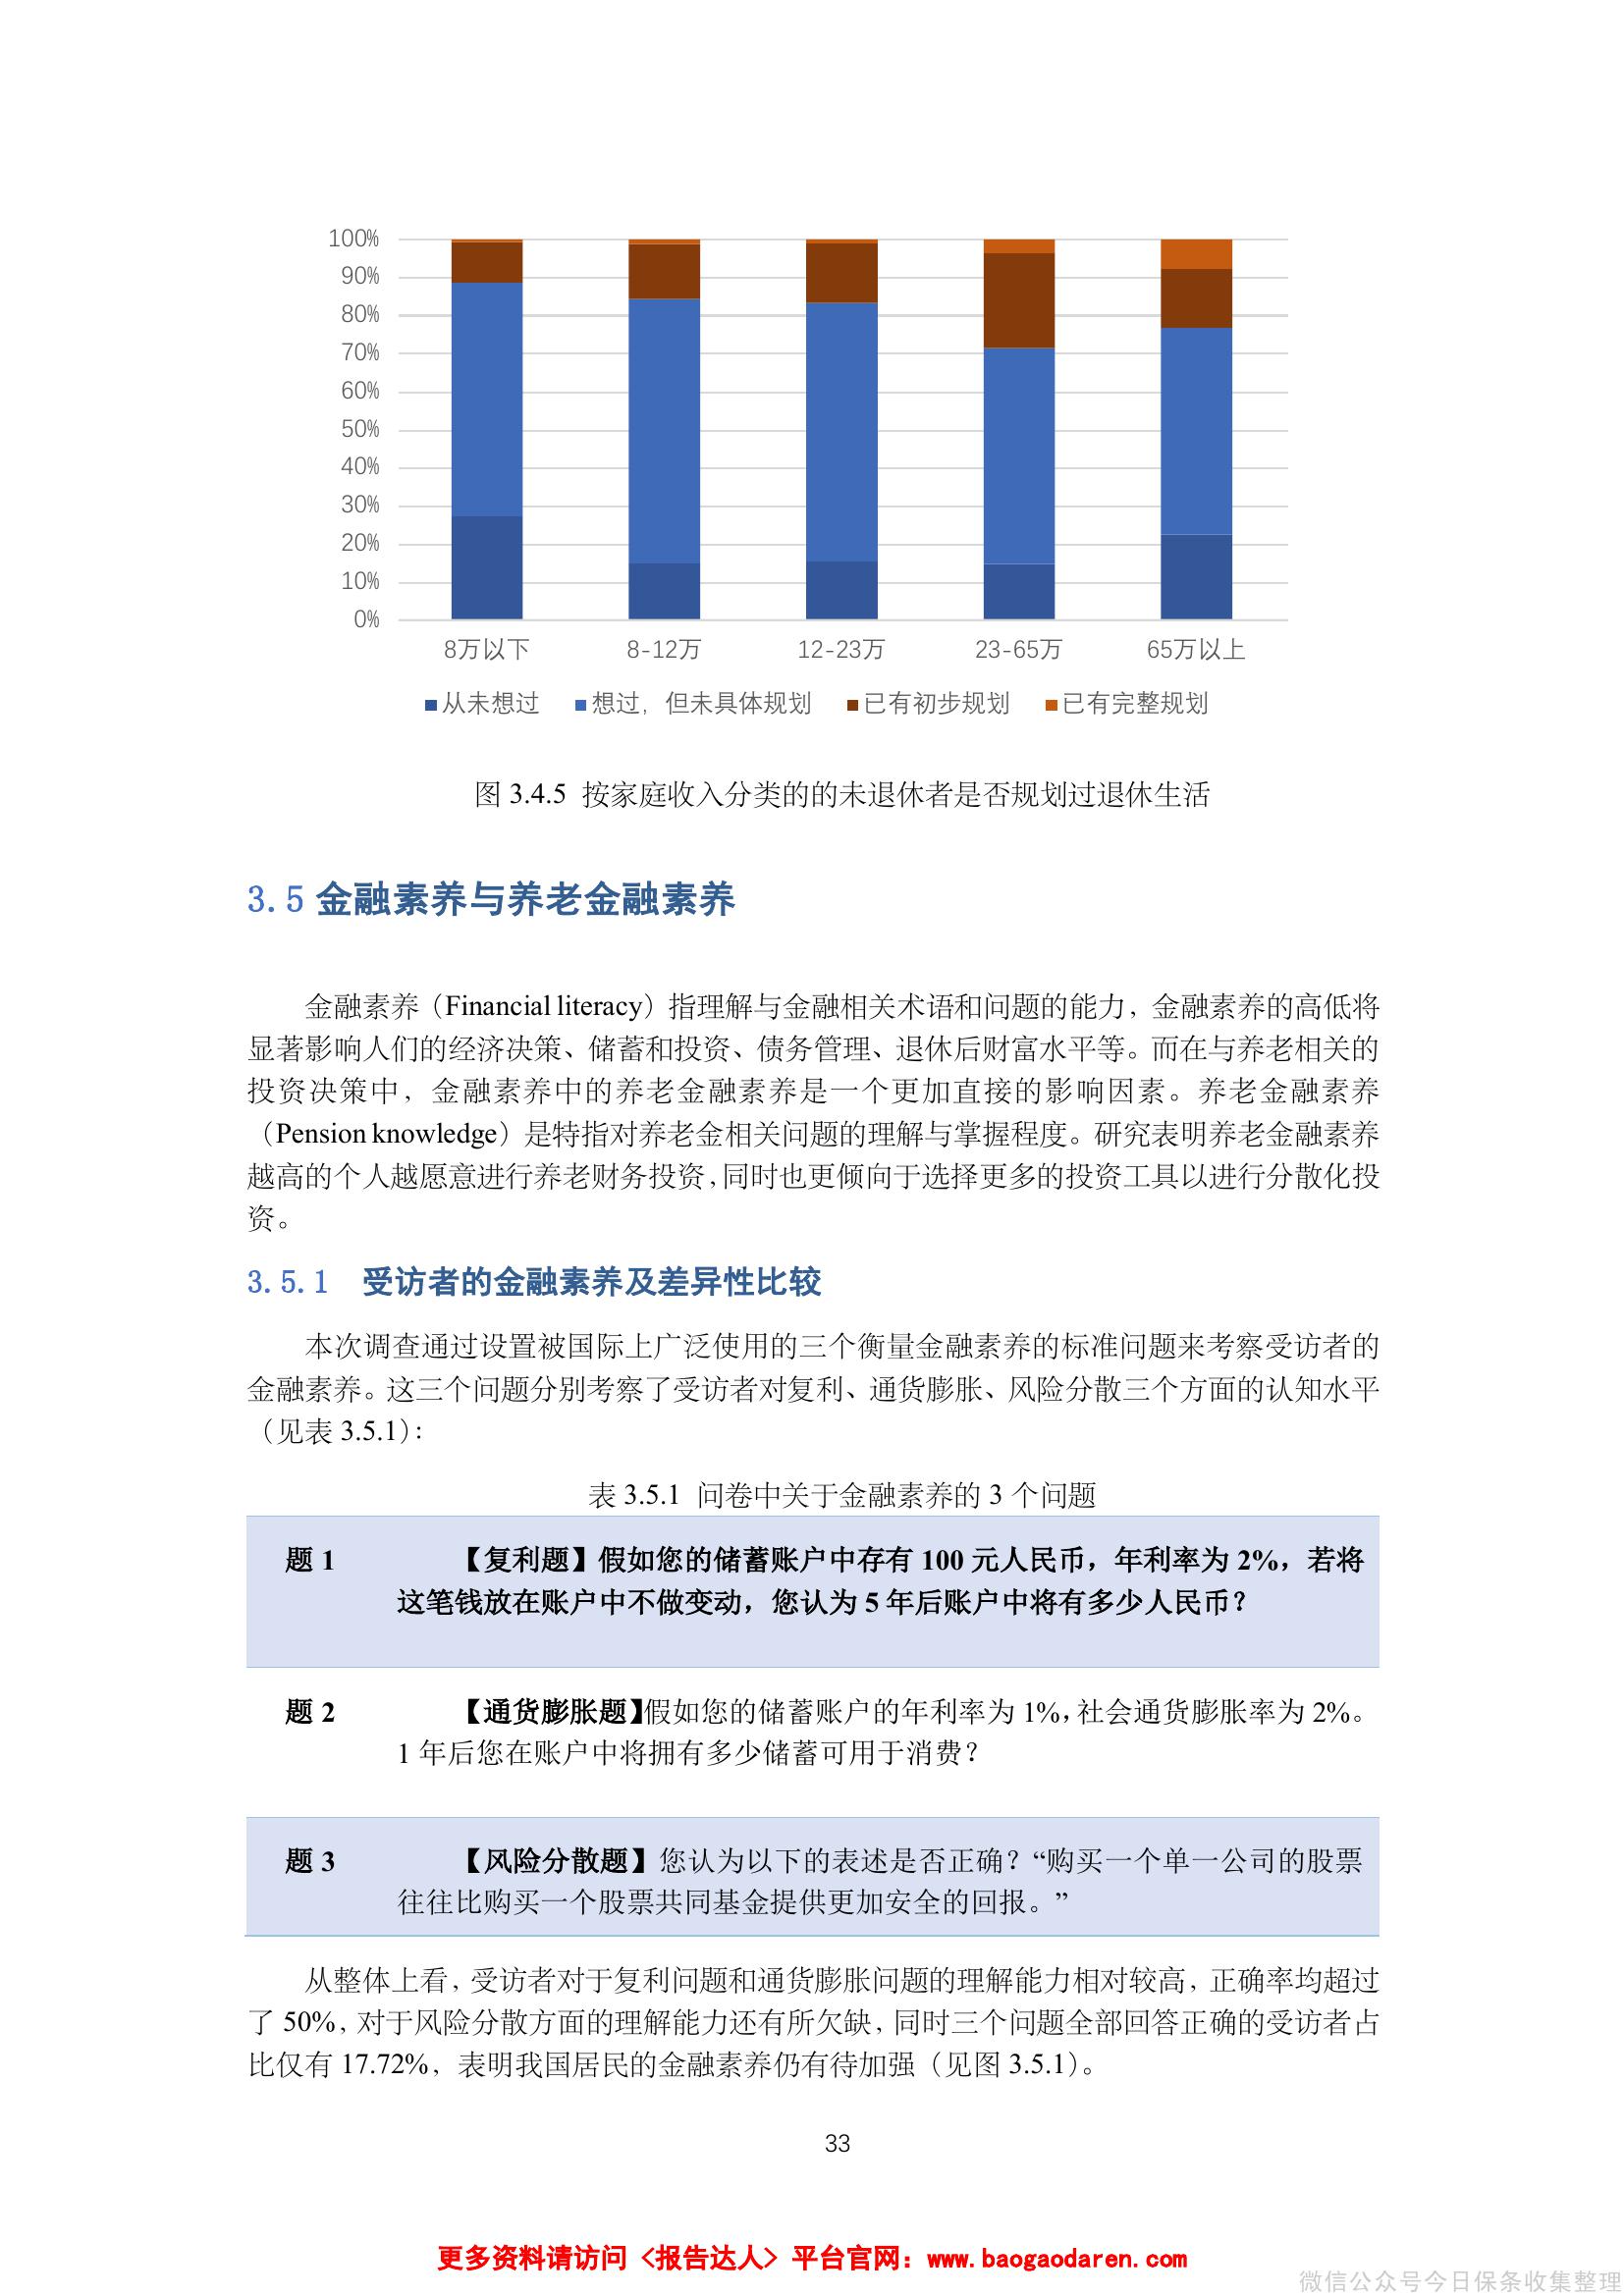 100%
90%
80%
70%
60%
50%
40%
30%
20%
10%
0%
8万以下 8-12万 12-23万 23-65万 65万以上
从未想过 想过，但未具体规划 已有初步规划 已有完整规划
图 3.4.5 按家庭收入分类的的未退休者是否规划过退休生活
3.5 金融素养与养老金融素养
金融素养（Financial literacy）指理解与金融相关术语和问题的能力，金融素养的高低将
显著影响人们的经济决策、储蓄和投资、债务管理、退休后财富水平等。而在与养老相关的
投资决策中，金融素养中的养老金融素养是一个更加直接的影响因素。养老金融素养
（Pension knowledge）是特指对养老金相关问题的理解与掌握程度。研究表明养老金融素养
越高的个人越愿意进行养老财务投资，同时也更倾向于选择更多的投资工具以进行分散化投
资。
3.5.1 受访者的金融素养及差异性比较
本次调查通过设置被国际上广泛使用的三个衡量金融素养的标准问题来考察受访者的
金融素养。这三个问题分别考察了受访者对复利、通货膨胀、风险分散三个方面的认知水平
（见表 3.5.1）：
表 3.5.1 问卷中关于金融素养的 3 个问题
题 1 【复利题】假如您的储蓄账户中存有 100 元人民币，年利率为 2%，若将
这笔钱放在账户中不做变动，您认为 5 年后账户中将有多少人民币？
题 2 【通货膨胀题】假如您的储蓄账户的年利率为 1%，社会通货膨胀率为 2%。
1 年后您在账户中将拥有多少储蓄可用于消费？
题 3 【风险分散题】您认为以下的表述是否正确？“购买一个单一公司的股票
往往比购买一个股票共同基金提供更加安全的回报。”
从整体上看，受访者对于复利问题和通货膨胀问题的理解能力相对较高，正确率均超过
了 50%，对于风险分散方面的理解能力还有所欠缺，同时三个问题全部回答正确的受访者占
比仅有 17.72%，表明我国居民的金融素养仍有待加强（见图 3.5.1）。
33
更多资料请访问《报告达人》平台官网：www.baogaodaren.com
微信公众号今日保条收集整理